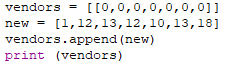 vendors = [[0,0,0,0,0,0,0]]
new = [1,12,13,12,10,13,18]
vendors.append(new)
print (vendors)